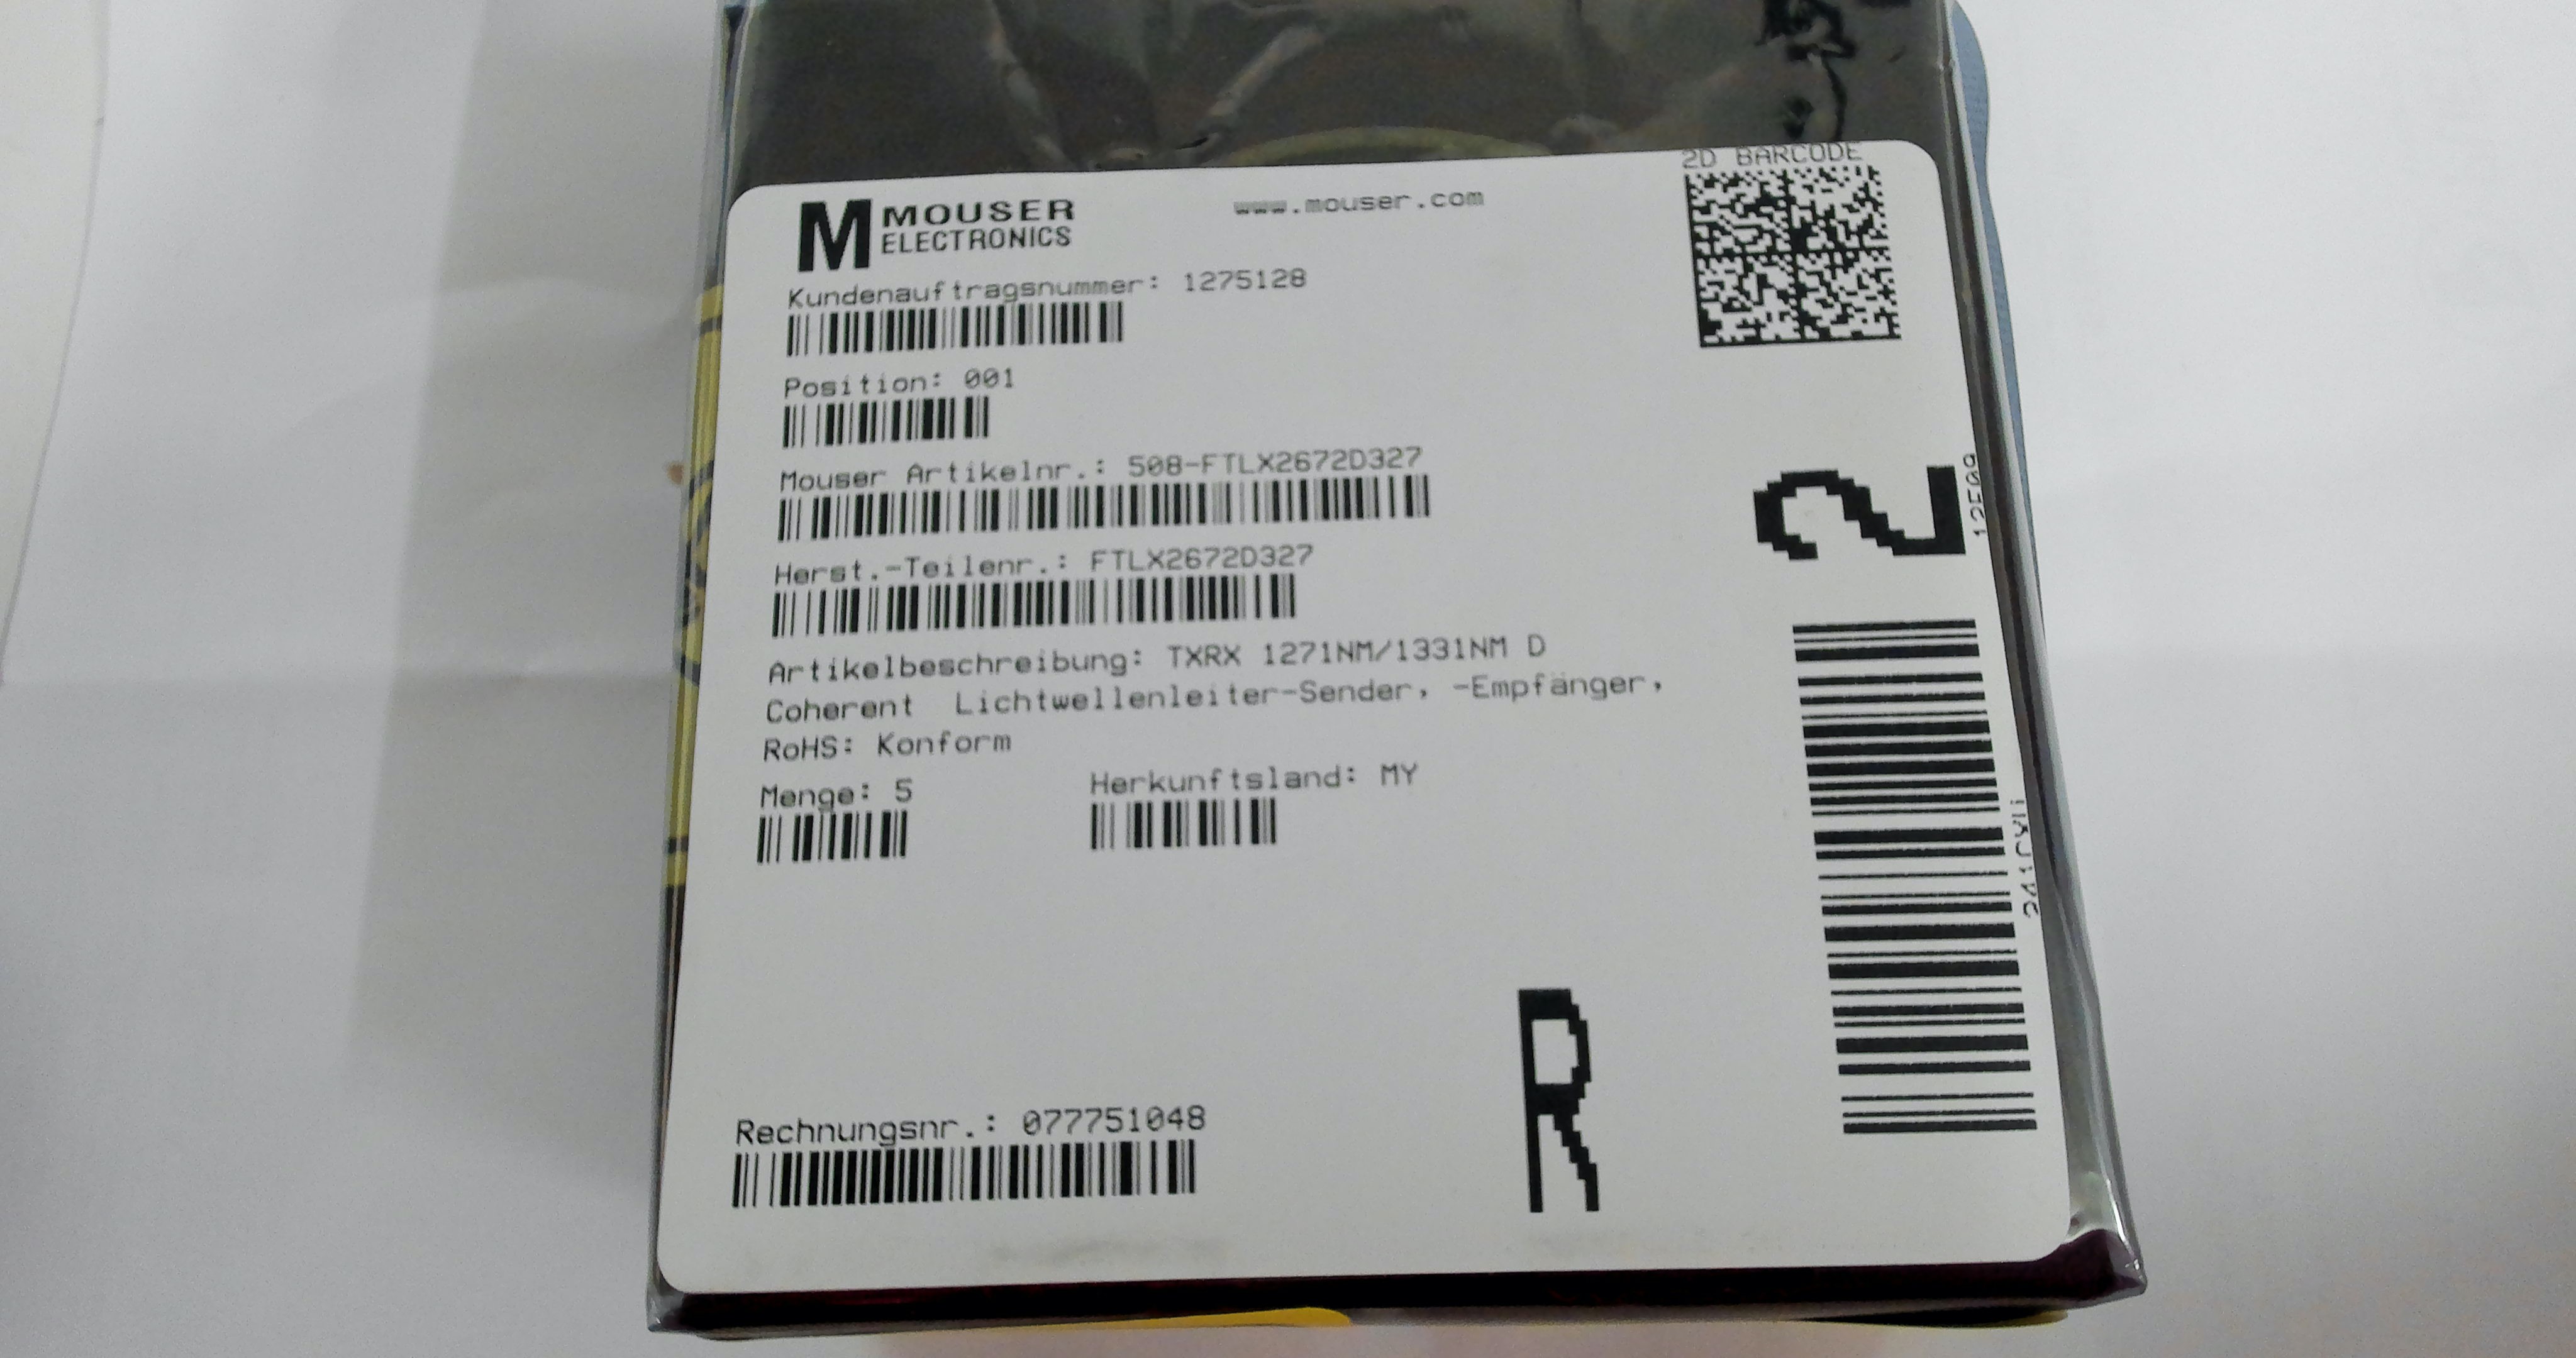 2D BARCODE
MOUSER
ELECTRONICS
www.mouser.com
Kundenauftragsnummer: 1275128
Position: 001
Mouser Artikelnr.: 508-FTLX2672D327
Herst.-Teilenr.: FTLX2672D327
Artikelbeschreibung: TXRX 1271NM/1331NM D
Coherent Lichtwellenleiter-Sender, -Empfänger,
RoHS: Konform
Menge: 5
Herkunftsland: MY
Rechnungsnr.: 077751048
R
2